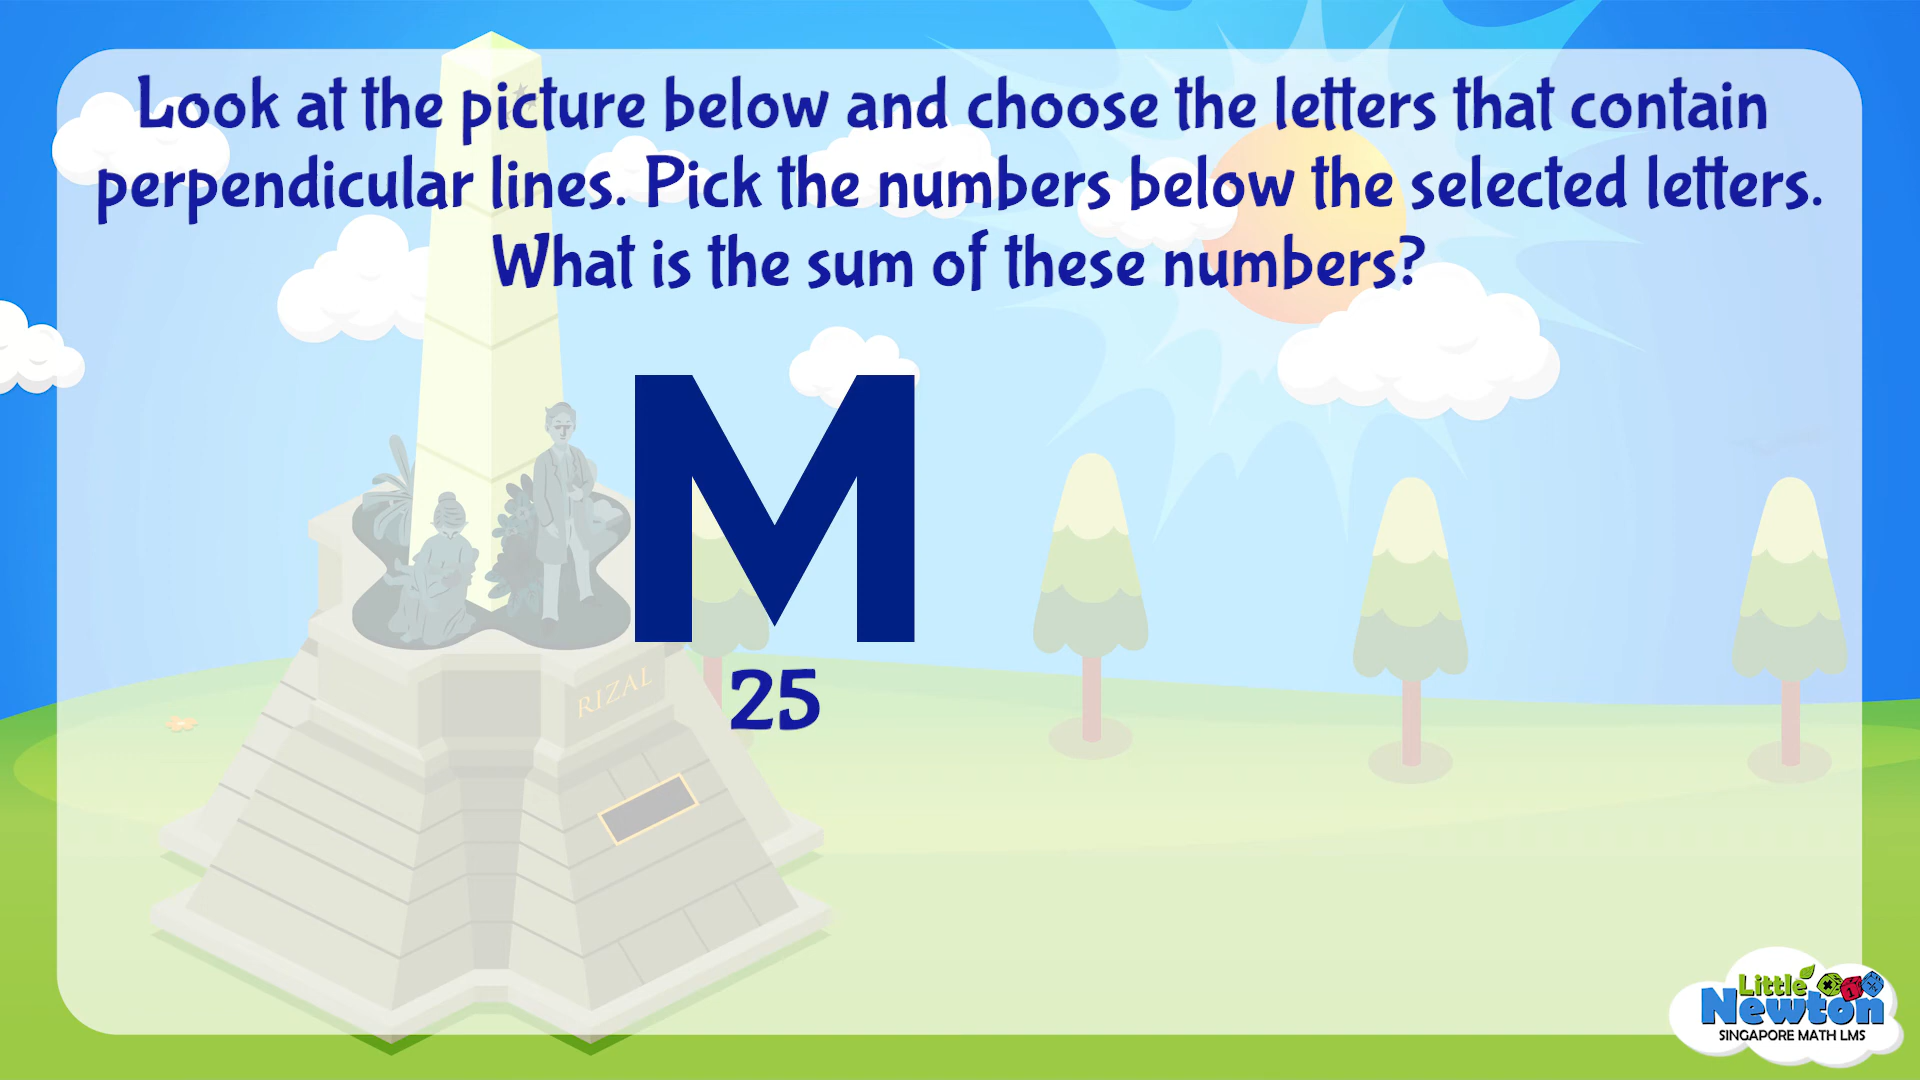 Look at the picture below and choose the letters that contain
perpendicular lines. Pick the numbers below the selected letters.
What is the sum of these numbers?
M
25
RIZAL
Little
Newton
SINGAPORE MATH LMS